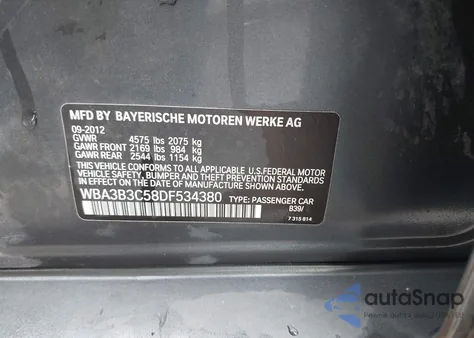 MFD BY BAYERISCHE MOTOREN WERKE AG
09-2012
GVWR 4575 lbs 2075 kg
GAWR FRONT 2169 lbs 984 kg
GAWR REAR 2544 lbs 1154 kg
THIS VEHICLE CONFORMS TO ALL APPLICABLE U.S.FEDERAL MOTOR
VEHICLE SAFETY, BUMPER AND THEFT PREVENTION STANDARDS
IN EFFECT ON THE DATE OF MANUFACTURE SHOWN ABOVE.
WBA3B3C58DF534380 TYPE: PASSENGER CAR
B39/
7 315 814
autoSnap